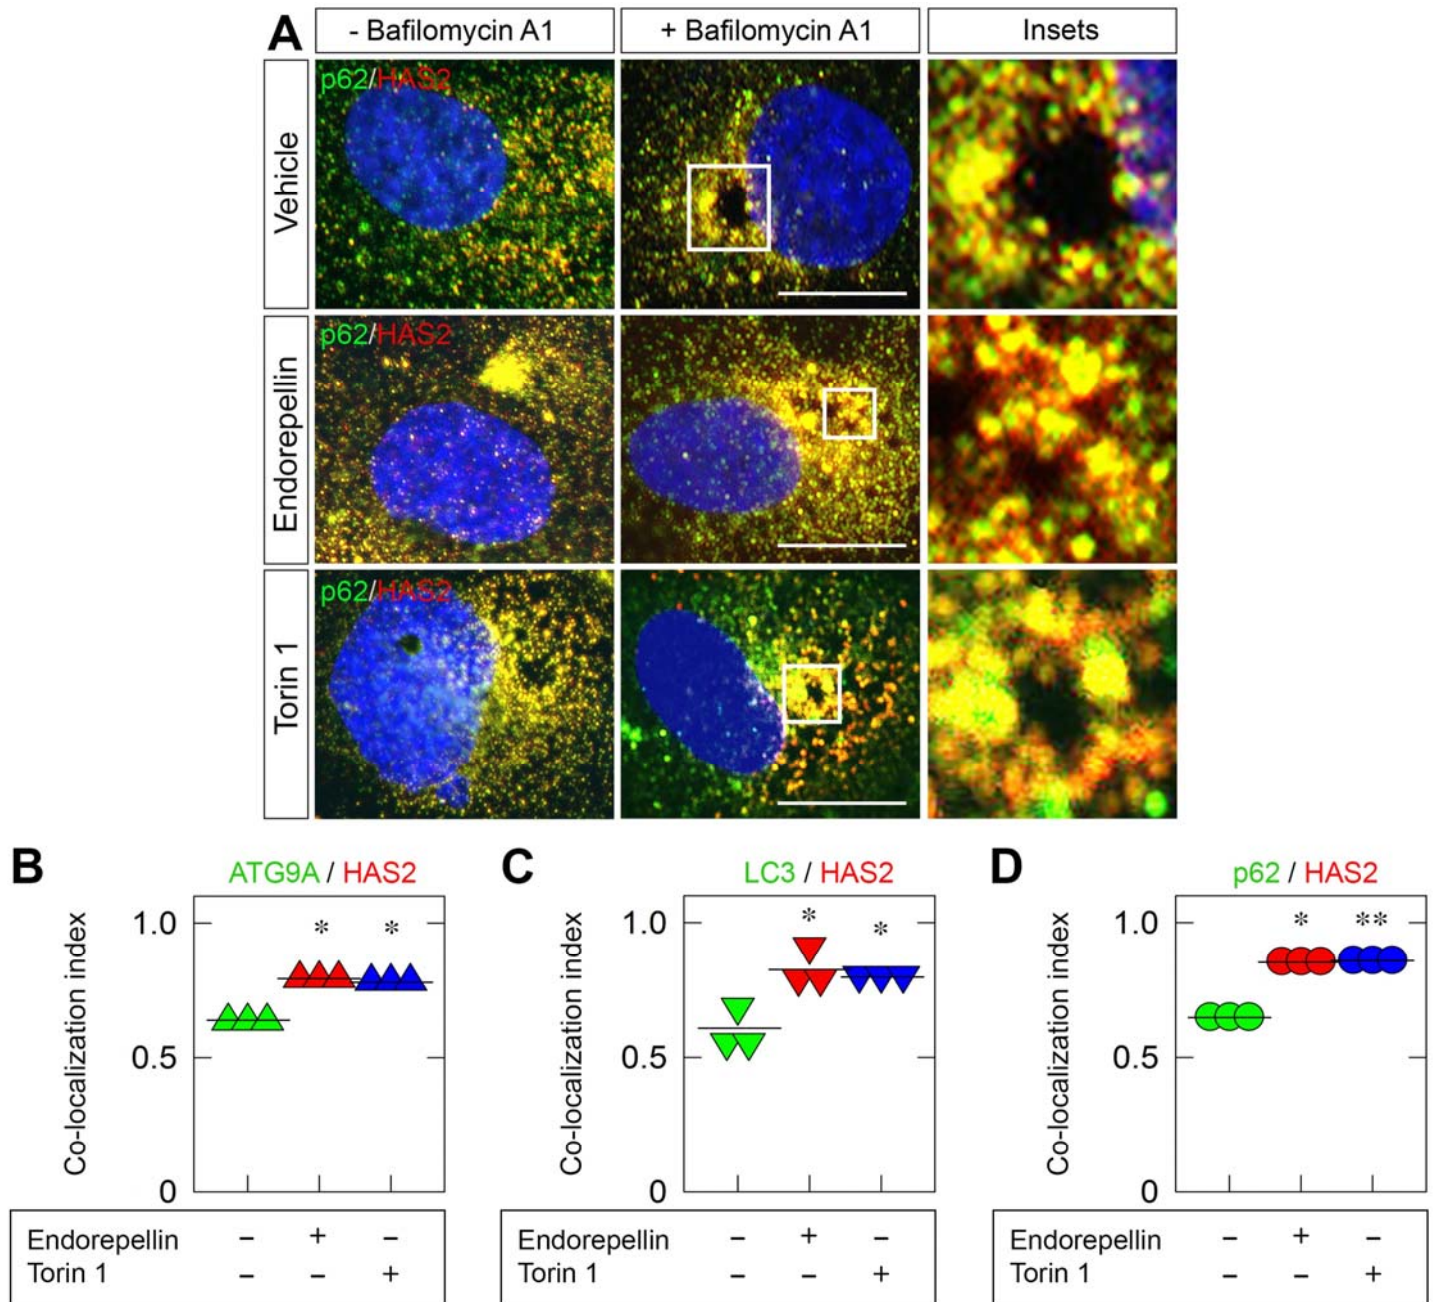 A
- Bafilomycin A1
+ Bafilomycin A1
Insets
Vehicle
p62/HAS2
Endorepellin
p62/HAS2
Torin 1
p62/HAS2
B
ATG9A / HAS2
Co-localization index
1.0
* *
0.5
0
Endorepellin - + -
Torin 1 - - +
C
LC3 / HAS2
Co-localization index
1.0
* *
0.5
0
Endorepellin - + -
Torin 1 - - +
D
p62 / HAS2
Co-localization index
1.0
* **
0.5
0
Endorepellin - + -
Torin 1 - - +